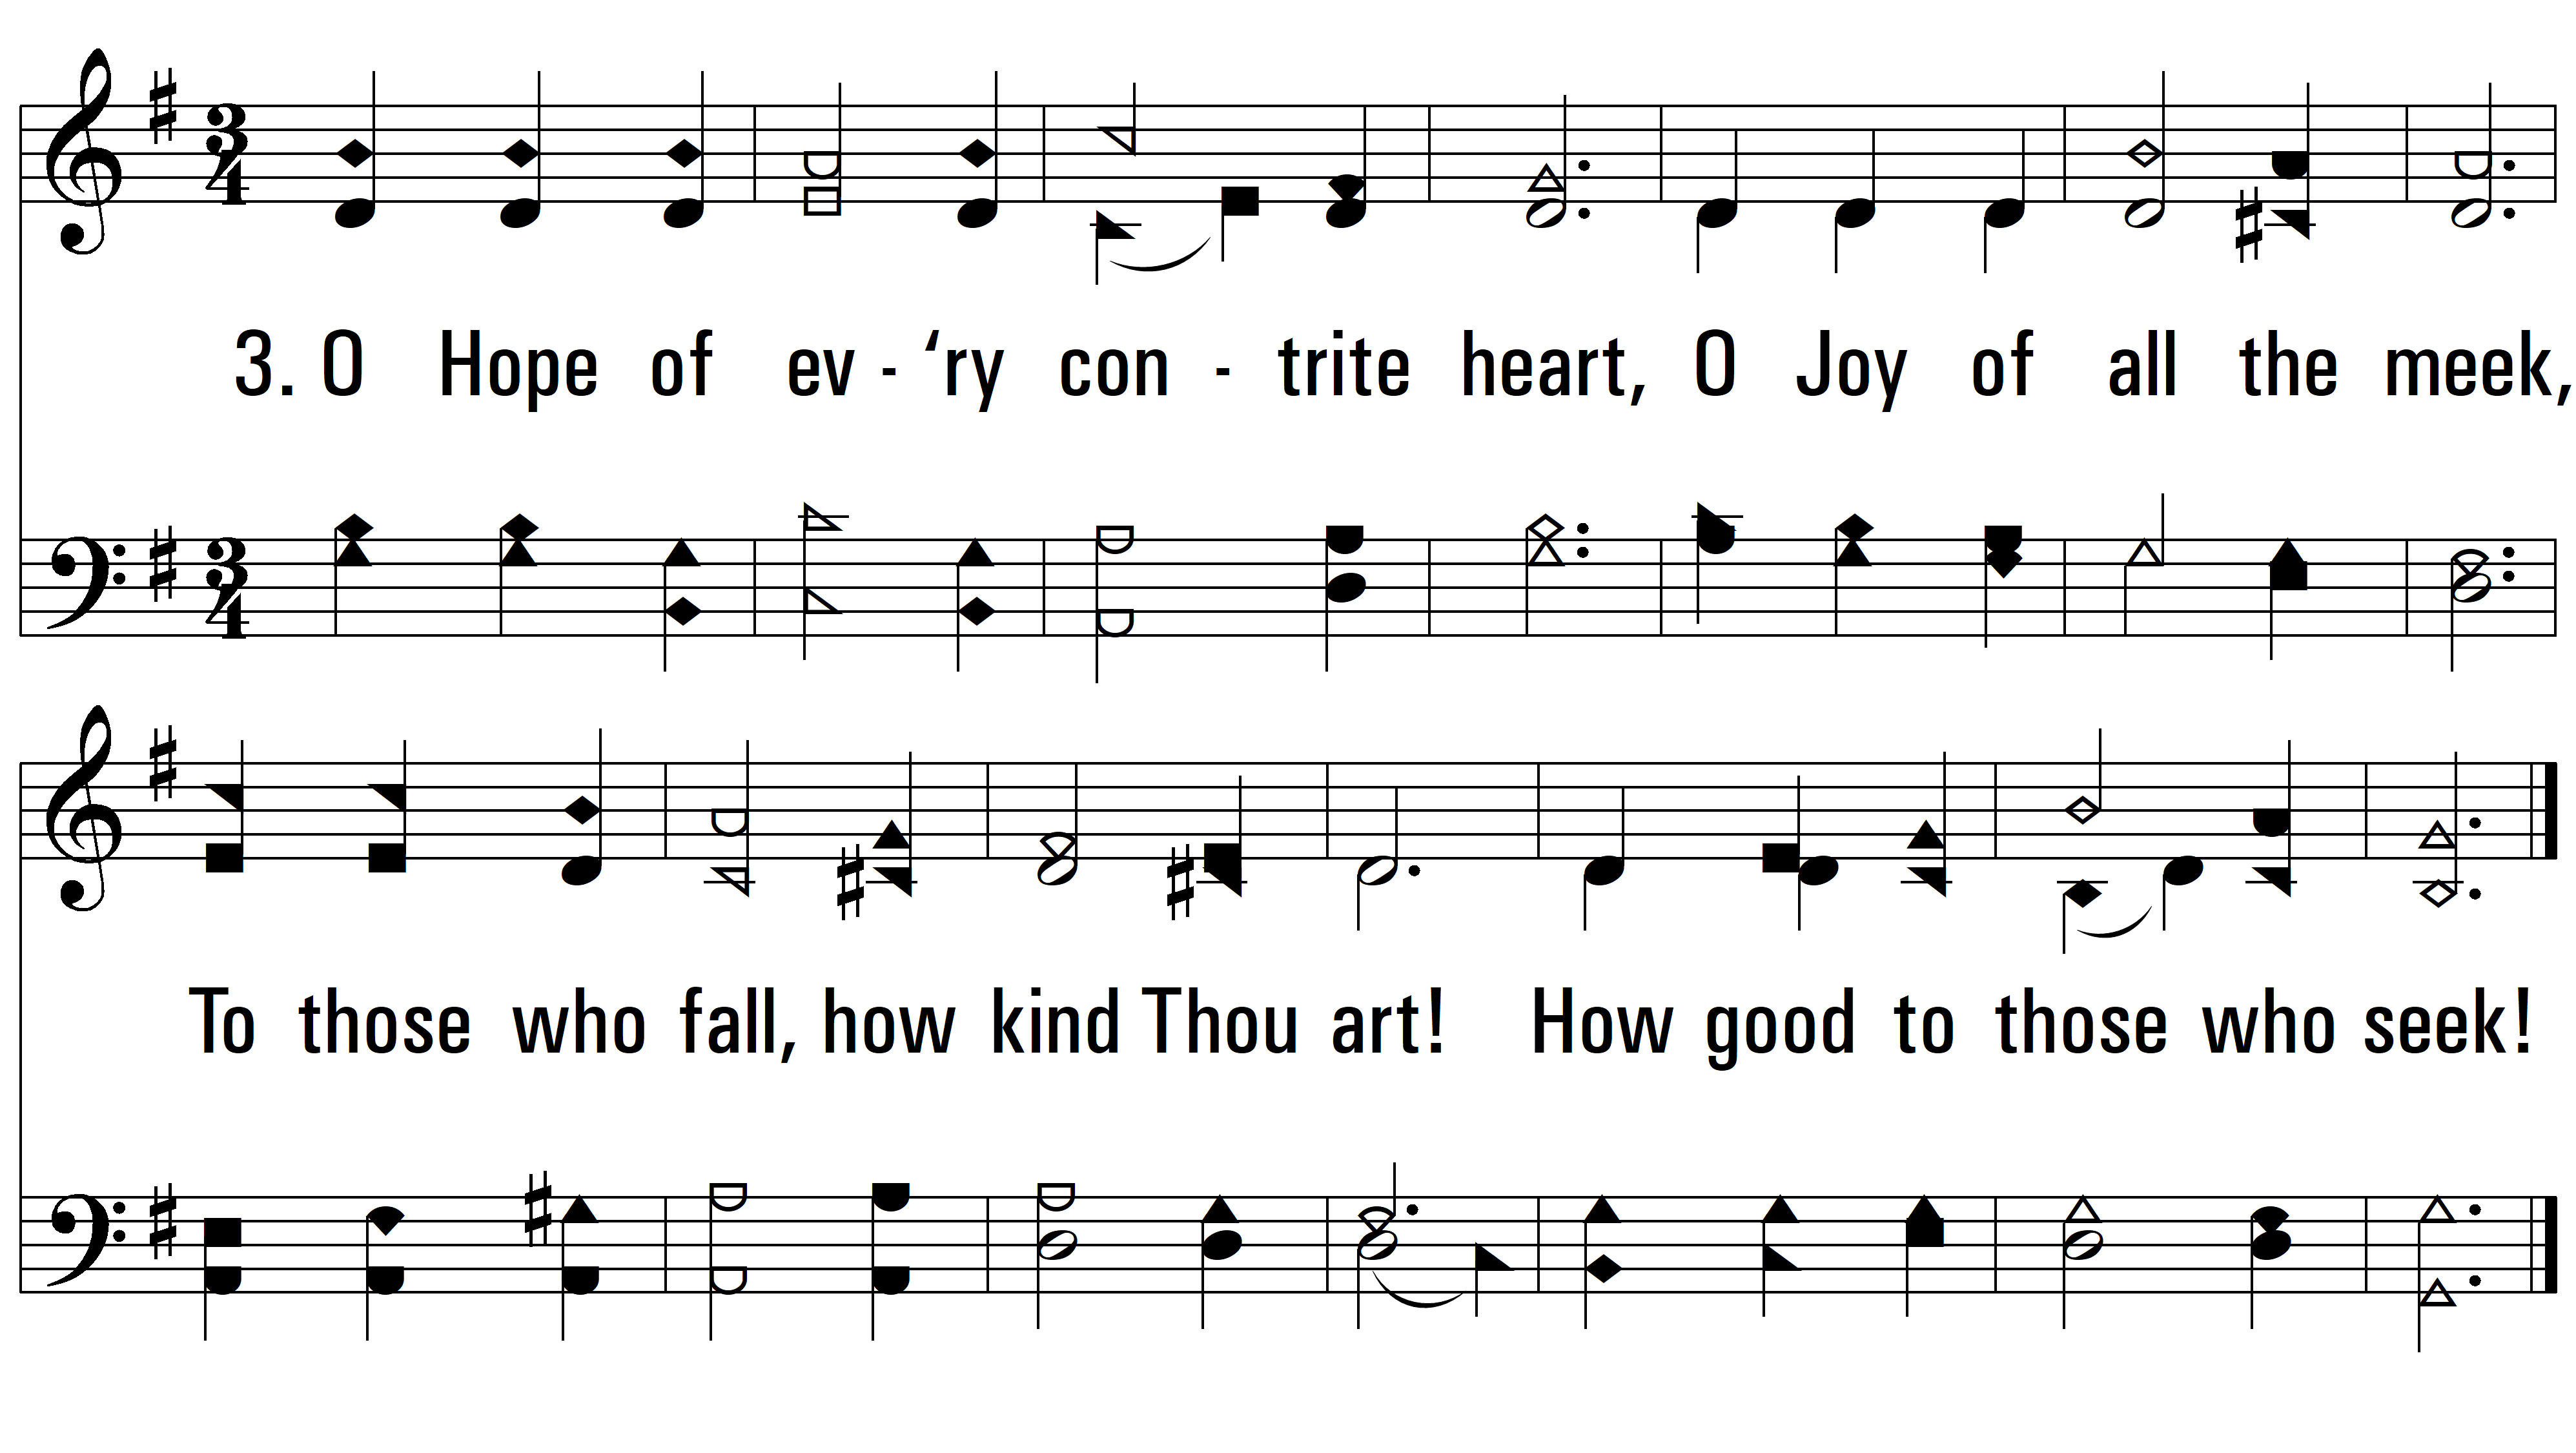 3. O Hope of ev - ‘ry con - trite heart, O Joy of all the meek,
To those who fall, how kind Thou art! How good to those who seek!